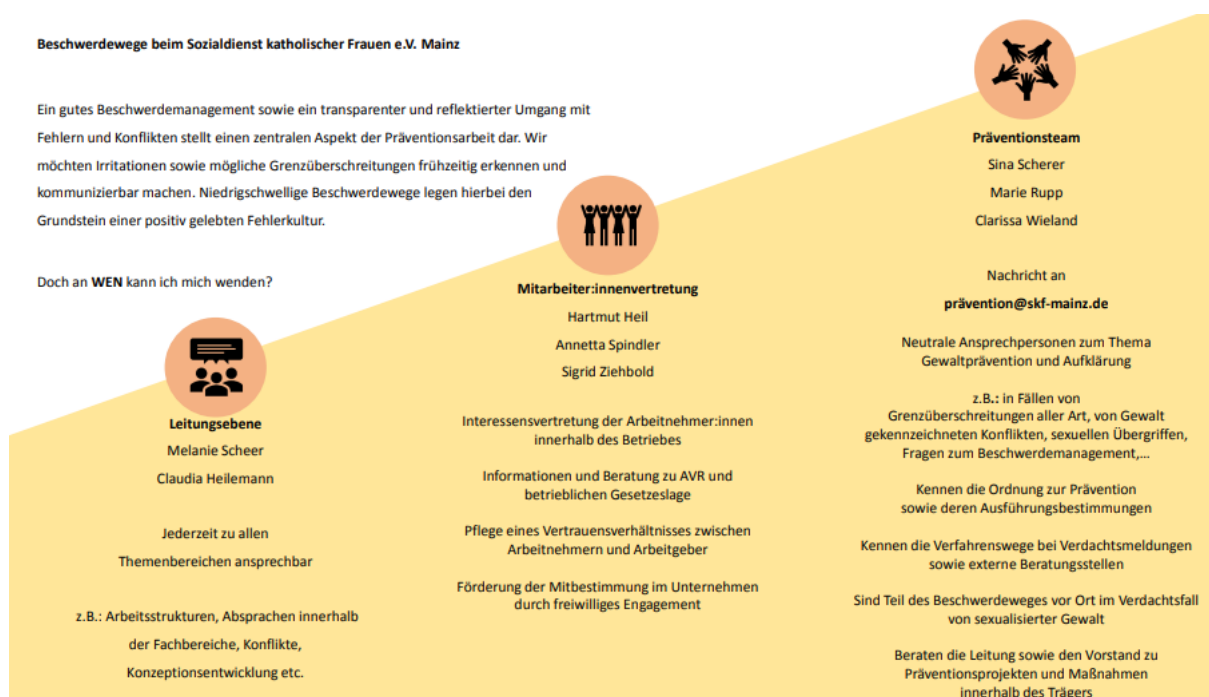 Beschwerdewege beim Sozialdienst katholischer Frauen e.V. Mainz
Ein gutes Beschwerdemanagement sowie ein transparenter und reflektierter Umgang mit
Fehlern und Konflikten stellt einen zentralen Aspekt der Präventionsarbeit dar. Wir
möchten Irritationen sowie mögliche Grenzüberschreitungen frühzeitig erkennen und
kommunizierbar machen. Niedrigschwellige Beschwerdewege legen hierbei den
Grundstein einer positiv gelebten Fehlerkultur.
Doch an WEN kann ich mich wenden?
Leitungsebene
Melanie Scheer
Claudia Heilemann
Jederzeit zu allen
Themenbereichen ansprechbar
z.B.: Arbeitsstrukturen, Absprachen innerhalb
der Fachbereiche, Konflikte,
Konzeptionsentwicklung etc.
Mitarbeiter:innenvertretung
Hartmut Heil
Annetta Spindler
Sigrid Ziehbold
Interessensvertretung der Arbeitnehmer:innen
innerhalb des Betriebes
Informationen und Beratung zu AVR und
betrieblichen Gesetzeslage
Pflege eines Vertrauensverhältnisses zwischen
Arbeitnehmern und Arbeitgeber
Förderung der Mitbestimmung im Unternehmen
durch freiwilliges Engagement
Präventionsteam
Sina Scherer
Marie Rupp
Clarissa Wieland
Nachricht an
prävention@skf-mainz.de
Neutrale Ansprechpersonen zum Thema
Gewaltprävention und Aufklärung
z.B.: in Fällen von
Grenzüberschreitungen aller Art, von Gewalt
gekennzeichneten Konflikten, sexuellen Übergriffen,
Fragen zum Beschwerdemanagement,...
Kennen die Ordnung zur Prävention
sowie deren Ausführungsbestimmungen
Kennen die Verfahrenswege bei Verdachtsmeldungen
sowie externe Beratungsstellen
Sind Teil des Beschwerdeweges vor Ort im Verdachtsfall
von sexualisierter Gewalt
Beraten die Leitung sowie den Vorstand zu
Präventionsprojekten und Maßnahmen
innerhalb des Trägers